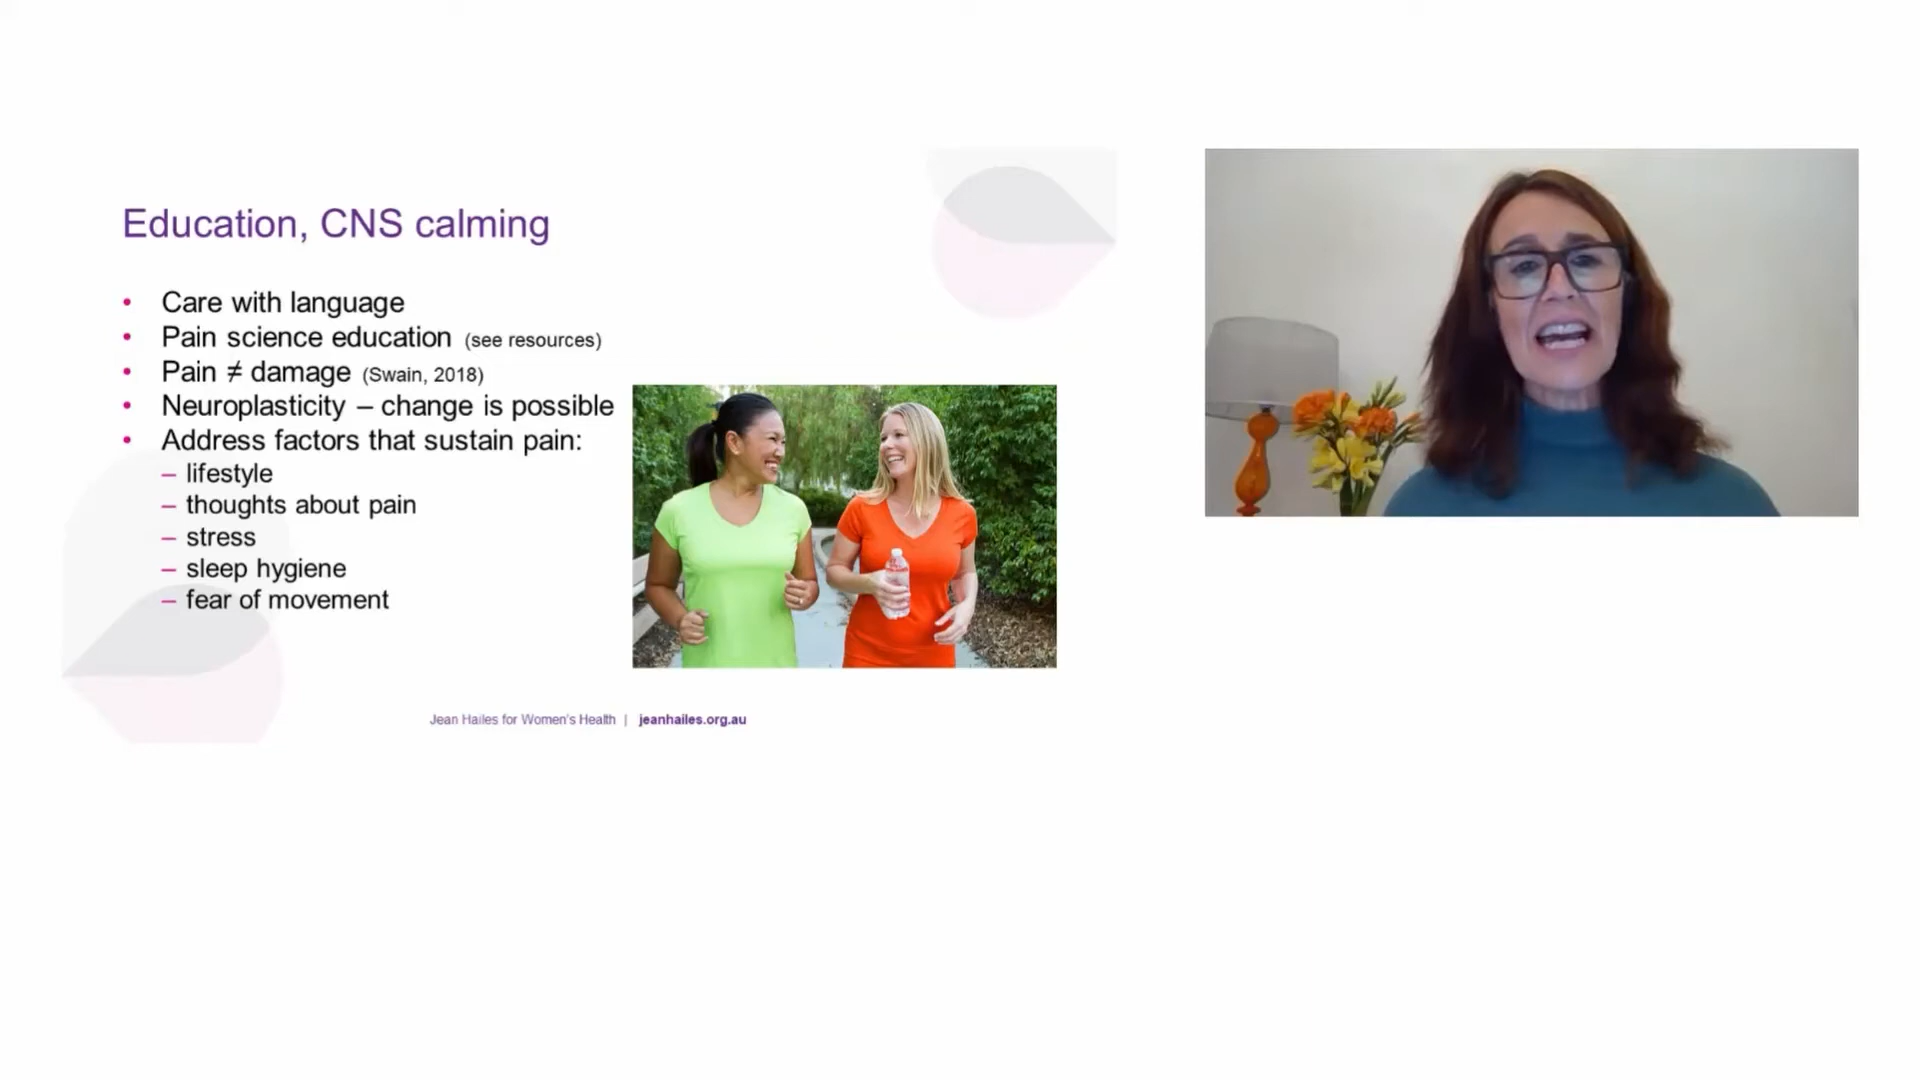 Education, CNS calming
• Care with language
• Pain science education (see resources)
• Pain ≠ damage (Swain, 2018)
• Neuroplasticity – change is possible
• Address factors that sustain pain:
– lifestyle
– thoughts about pain
– stress
– sleep hygiene
– fear of movement
Jean Hailes for Women's Health | jeanhailes.org.au